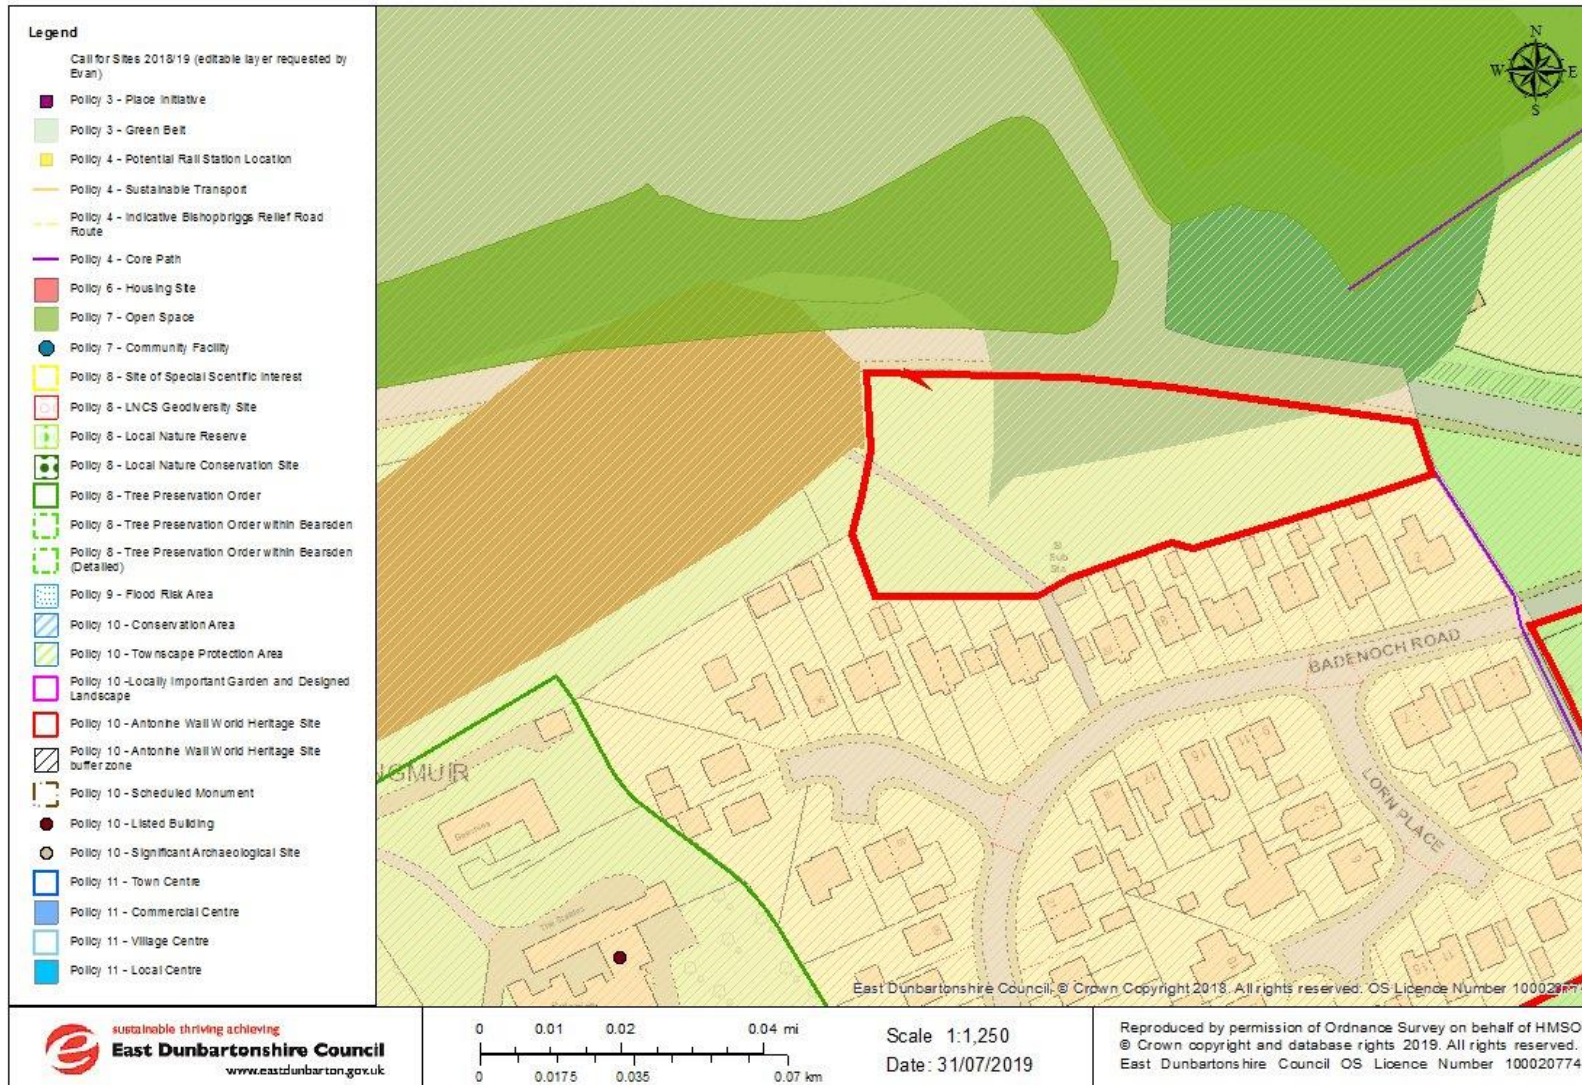 Legend
Call for Sites 2018/19 (editable layer requested by
Evan)
Policy 3 - Place Initiative
Policy 3 - Green Belt
Policy 4 - Potential Rail Station Location
Policy 4 - Sustainable Transport
Policy 4 - Indicative Bishopbriggs Relief Road
Route
Policy 4 - Core Path
Policy 6 - Housing Site
Policy 7 - Open Space
Policy 7 - Community Facility
Policy 8 - Site of Special Scientific Interest
Policy 8 - LNCS Geodiversity Site
Policy 8 - Local Nature Reserve
Policy 8 - Local Nature Conservation Site
Policy 8 - Tree Preservation Order
Policy 8 - Tree Preservation Order within Bearsden
Policy 8 - Tree Preservation Order within Bearsden
(Detailed)
Policy 9 - Flood Risk Area
Policy 10 - Conservation Area
Policy 10 - Townscape Protection Area
Policy 10 -Locally Important Garden and Designed
Landscape
Policy 10 - Antonine Wall World Heritage Site
Policy 10 - Antonine Wall World Heritage Site
buffer zone
Policy 10 - Scheduled Monument
Policy 10 - Listed Building
Policy 10 - Significant Archaeological Site
Policy 11 - Town Centre
Policy 11 - Commercial Centre
Policy 11 - Village Centre
Policy 11 - Local Centre
N
W E
S
El
Sub
Sta
2
BADENOCH ROAD
LORN PLACE
NGMUIR
The Stables
East Dunbartonshire Council, © Crown Copyright 2018. All rights reserved. OS Licence Number 100020774
sustainable thriving achieving
East Dunbartonshire Council
www.eastdunbarton.gov.uk
0 0.01 0.02 0.04 mi
0 0.0175 0.035 0.07 km
Scale 1:1,250
Date: 31/07/2019
Reproduced by permission of Ordnance Survey on behalf of HMSO.
© Crown copyright and database rights 2019. All rights reserved.
East Dunbartonshire Council OS Licence Number 100020774